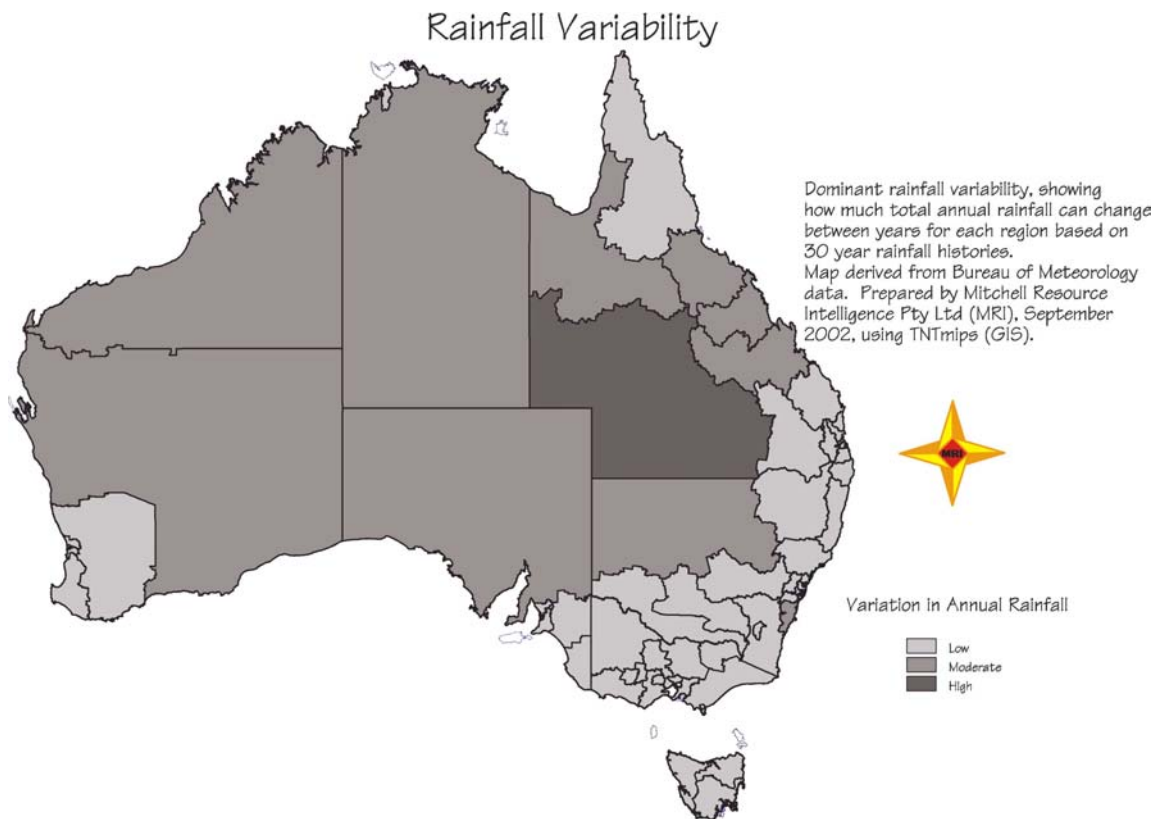 Rainfall Variability
Dominant rainfall variability, showing
how much total annual rainfall can change
between years for each region based on
30 year rainfall histories.
Map derived from Bureau of Meteorology
data. Prepared by Mitchell Resource
Intelligence Pty Ltd (MRI), September
2002, using TNTmips (GIS).
MRI
Variation in Annual Rainfall
Low
Moderate
High